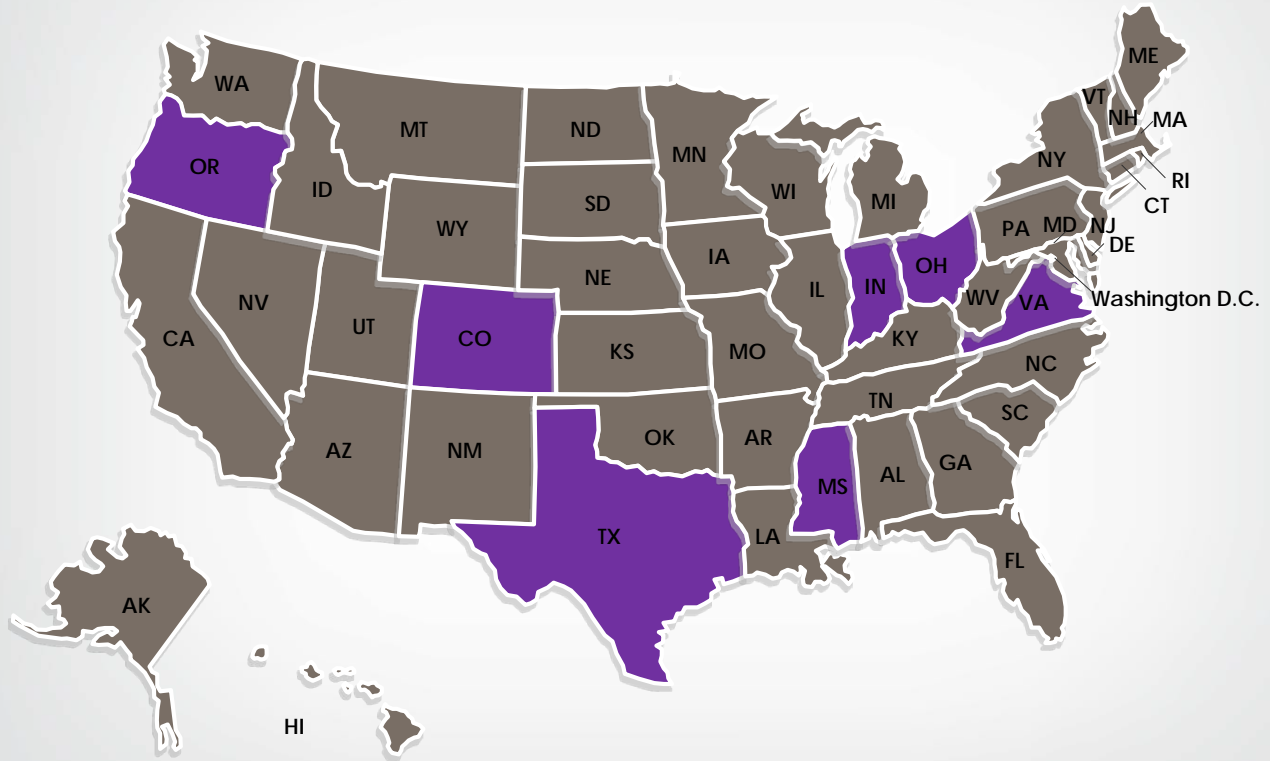 ME
WA
VT
NH
MA
MT
ND
MN
NY
OR
ID
WI
MI
RI
SD
CT
WY
PA
MD
NJ
DE
IA
OH
NE
IL
IN
WV
VA
Washington D.C.
NV
UT
CO
CA
KS
MO
KY
NC
TN
SC
AZ
NM
OK
AR
GA
AL
MS
TX
LA
FL
AK
HI